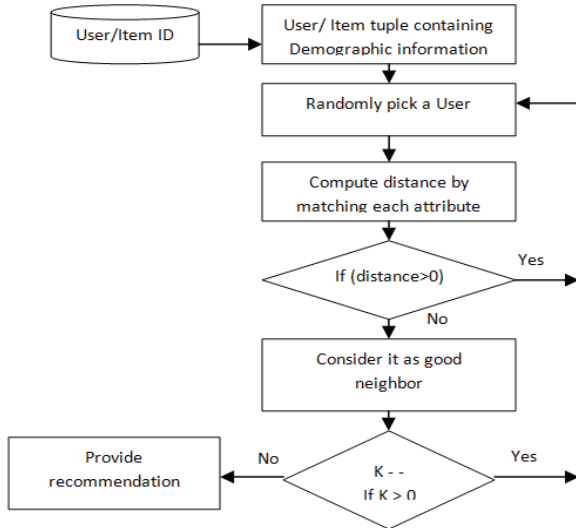 User/Item ID
User/ Item tuple containing
Demographic information
Randomly pick a User
Compute distance by
matching each attribute
If (distance>0)
Yes
No
Consider it as good
neighbor
K - -
If K > 0
No
Yes
Provide
recommendation